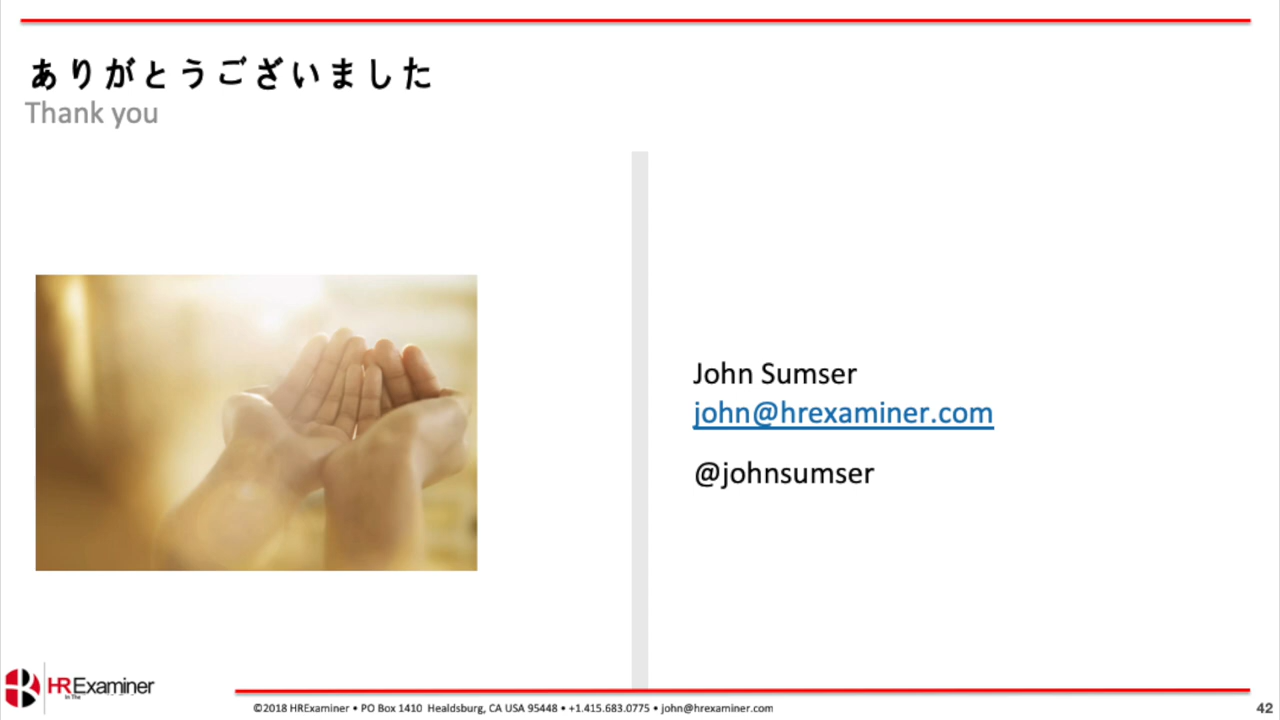 ありがとうございました
Thank you
John Sumser
john@hrexaminer.com
@johnsumser
HRExaminer
In The
©2018 HRExaminer • PO Box 1410 Healdsburg, CA USA 95448 • +1.415.683.0775 • john@hrexaminer.com
42